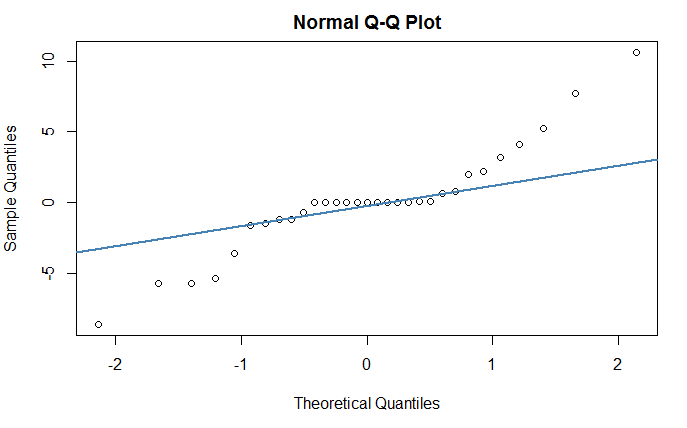 Normal Q-Q Plot
Sample Quantiles
10
5
0
-5
-2 -1 0 1 2
Theoretical Quantiles